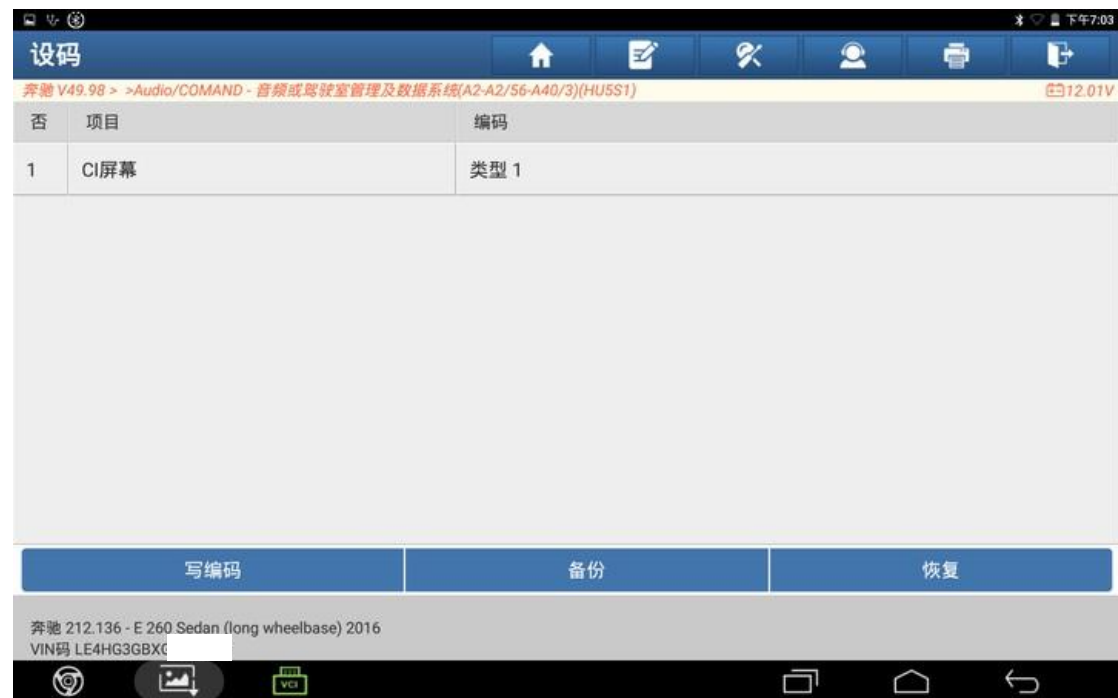 下午7:03
设码
奔驰 V49.98 > >Audio/COMAND - 音频或驾驶室管理及数据系统(A2-A2/56-A40/3)(HU5S1) 12.01V
否 项目 编码
1 CI屏幕 类型 1
写编码 备份 恢复
奔驰 212.136 - E 260 Sedan (long wheelbase) 2016
VIN码 LE4HG3GBX
VCI